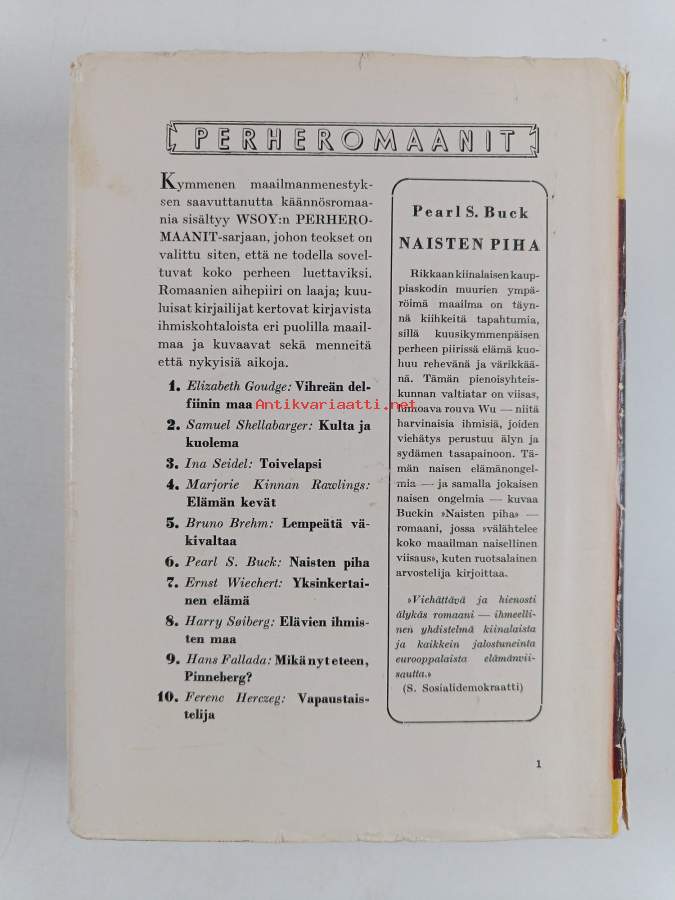 PERHEROMAANIT
Kymmenen maailmanmenestyk-
sen saavuttanutta käännösromaa-
nia sisältyy WSOY:n PERHERO-
MAANIT-sarjaan, johon teokset on
valittu siten, että ne todella sovel-
tuvat koko perheen luettaviksi.
Romaanien aihepiiri on laaja; kuu-
luisat kirjailijat kertovat kirjavista
ihmiskohtaloista eri puolilla maail-
maa ja kuvaavat sekä menneitä
että nykyisiä aikoja.
1. Elizabeth Goudge: Vihreän del-
fiinin maa
2. Samuel Shellabarger: Kulta ja
kuolema
3. Ina Seidel: Toivelapsi
4. Marjorie Kinnan Rawlings:
Elämän kevät
5. Bruno Brehm: Lempeätä vä-
kivaltaa
6. Pearl S. Buck: Naisten piha
7. Ernst Wiechert: Yksinkertai-
nen elämä
8. Harry Søiberg: Elävien ihmis-
ten maa
9. Hans Fallada: Mikä nyt eteen,
Pinneberg?
10. Ferenc Herczeg: Vapaustais-
telija
Pearl S. Buck
NAISTEN PIHA
Rikkaan kiinalaisen kaup-
piaskodin muurien ympä-
röimä maailma on täyn-
nä kiihkeitä tapahtumia,
sillä kuusikymmenpäisen
perheen piirissä elämä kuo-
huu rehevänä ja värikkää-
nä. Tämän pienoisyhteis-
kunnan valtiatar on viisas,
hurmaava rouva Wu — niitä
harvinaisia ihmisiä, joiden
viehätys perustuu älyn ja
sydämen tasapainoon. Tä-
män naisen elämänongel-
mia — ja samalla jokaisen
naisen ongelmia — kuvaa
Buckin »Naisten piha» —
romaani, jossa »välähtelee
koko maailman naisellinen
viisaus», kuten ruotsalainen
arvostelija kirjoittaa.
»Viehättävä ja hienosti
älykäs romaani — ihmeelli-
nen yhdistelmä kiinalaista
ja kaikkein jalostuneinta
eurooppalaista elämänvii-
sautta.»
(S. Sosialidemokraatti)
1
Antikvariaatti.net